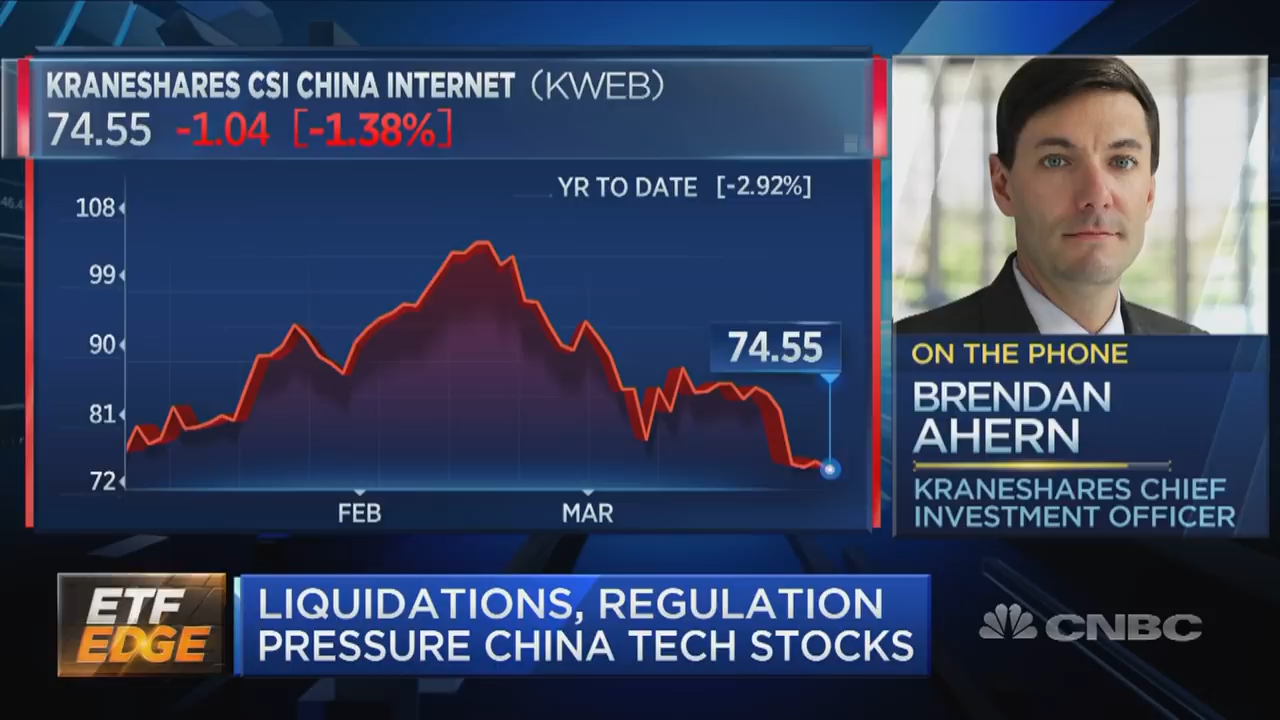 KRANESHARES CSI CHINA INTERNET (KWEB)
74.55 -1.04 [-1.38%]
YR TO DATE [-2.92%]
108
99
90
81
72
74.55
FEB MAR
ON THE PHONE
BRENDAN
AHERN
KRANESHARES CHIEF
INVESTMENT OFFICER
ETF
EDGE
LIQUIDATIONS, REGULATION
PRESSURE CHINA TECH STOCKS
CNBC